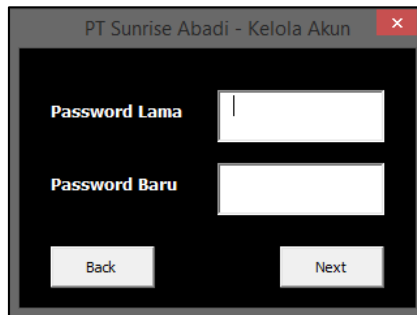 PT Sunrise Abadi - Kelola Akun
Password Lama
Password Baru
Back
Next